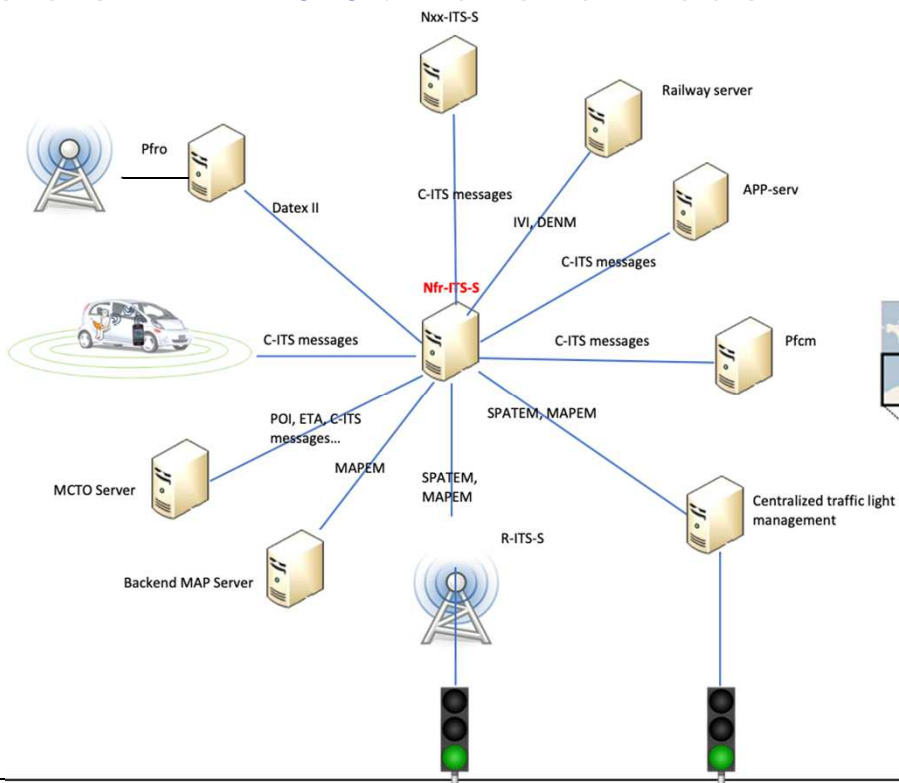 Nxx-ITS-S
Railway server
Pfro
APP-serv
Datex II
C-ITS messages
IVI, DENM
C-ITS messages
Nfr-ITS-S
C-ITS messages
C-ITS messages
Pfcm
POI, ETA, C-ITS
messages...
SPATEM, MAPEM
MAPEM
SPATEM,
MAPEM
MCTO Server
Centralized traffic light
management
R-ITS-S
Backend MAP Server